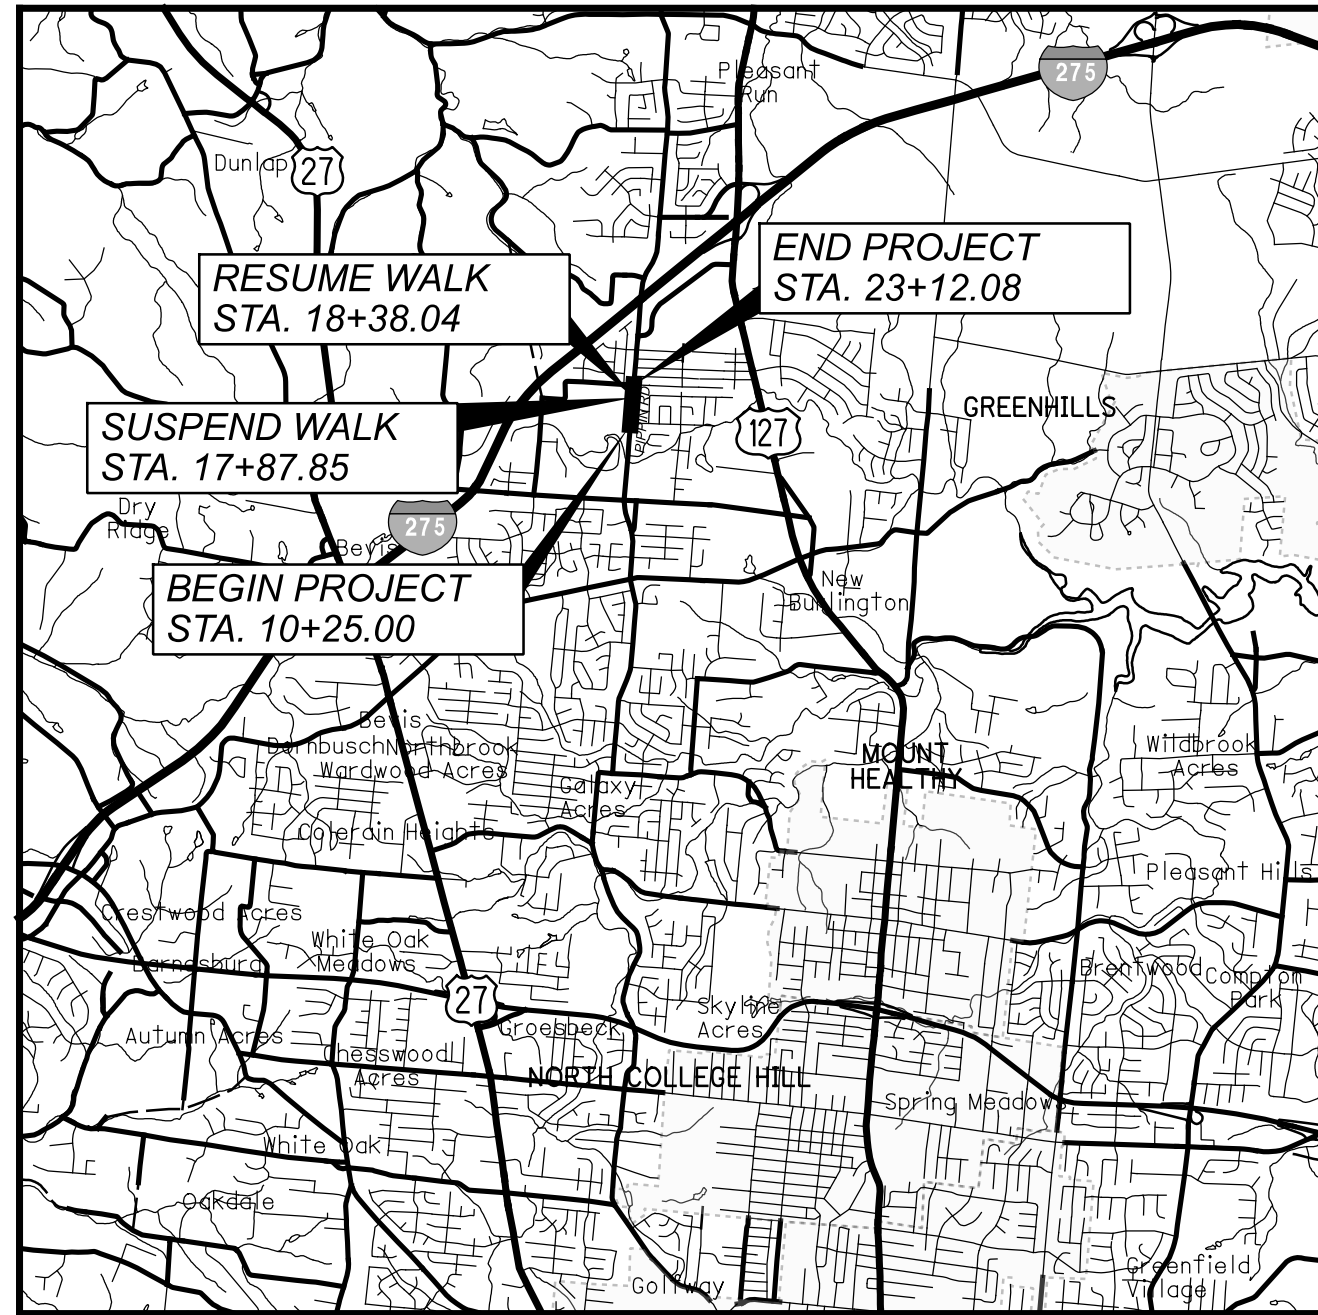 Pleasant
Run
275
Dunlap
27
RESUME WALK
STA. 18+38.04
END PROJECT
STA. 23+12.08
SUSPEND WALK
STA. 17+87.85
PIPPIN RD
127
GREENHILLS
Dry
Ridge
275
Bevis
BEGIN PROJECT
STA. 10+25.00
New
Burlington
Bevis
Dornbusch
Northbrook
Wardwood Acres
MOUNT
HEALTHY
Wildbrook
Acres
Galaxy
Acres
Colerain Heights
Pleasant Hills
Crestwood Acres
White Oak
Meadows
Barnesburg
Brentwood
Compton
Park
27
Skyline
Acres
Groesbeck
Autumn Acres
Chesswood
Acres
NORTH COLLEGE HILL
Spring Meadows
White Oak
Oakdale
Golfway
Greenfield
Village